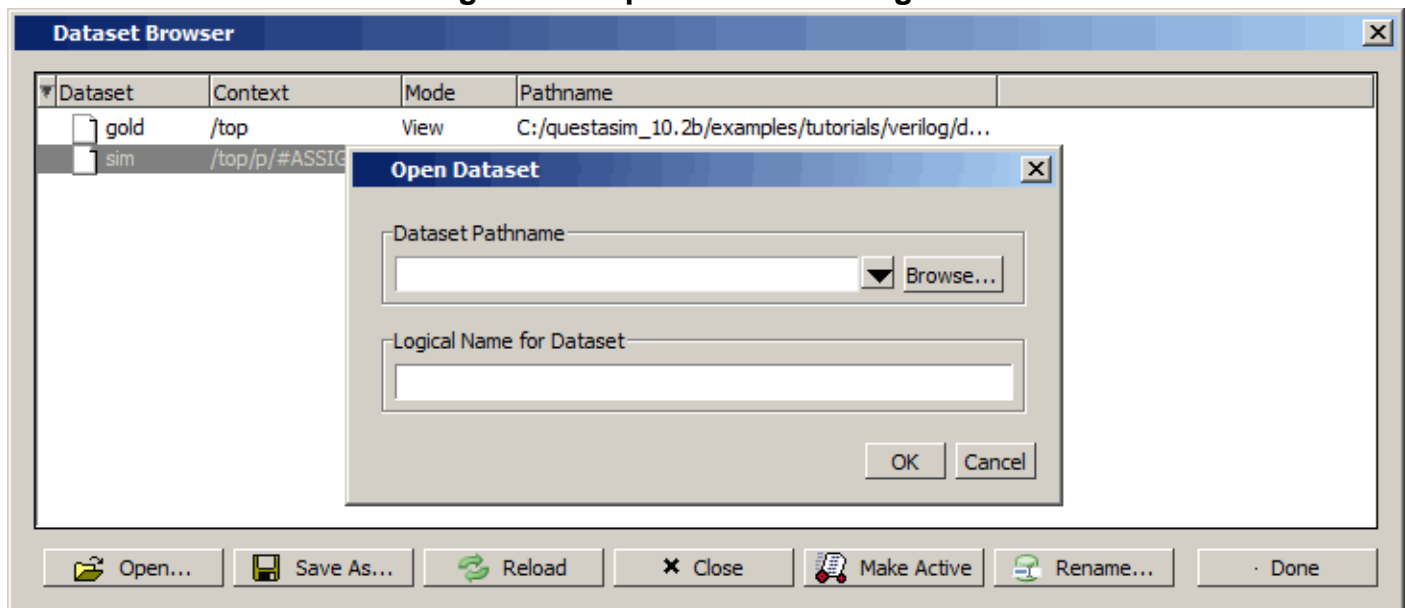 Dataset Browser
Dataset Context Mode Pathname
gold /top View C:/questasim_10.2b/examples/tutorials/verilog/d...
sim /top/p/#ASSIG
Open Dataset
Dataset Pathname
Browse...
Logical Name for Dataset
OK Cancel
Open... Save As... Reload Close Make Active Rename... Done